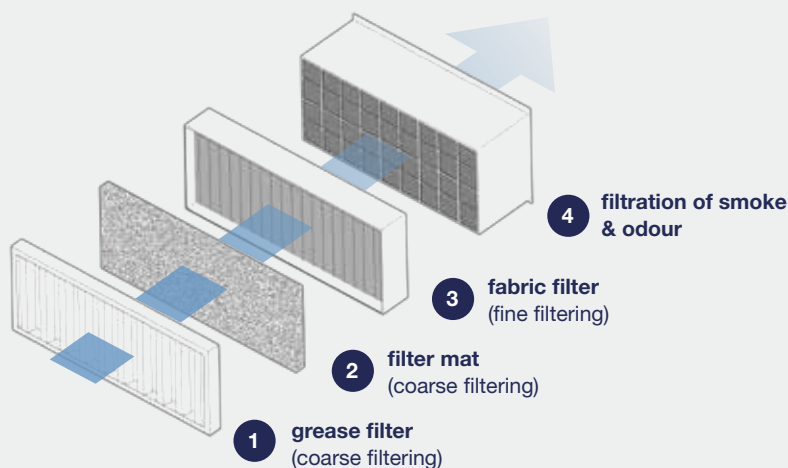 4
filtration of smoke
& odour
3
fabric filter
(fine filtering)
2
filter mat
(coarse filtering)
1
grease filter
(coarse filtering)